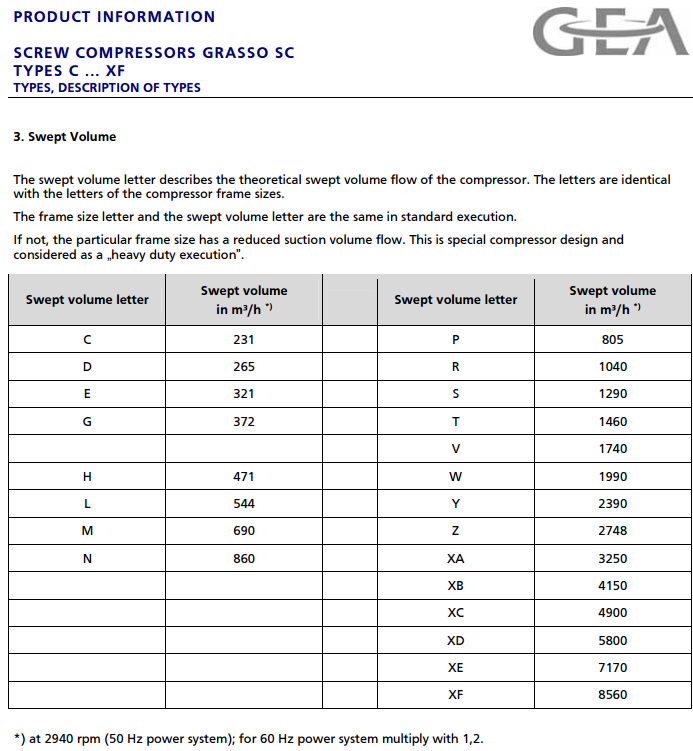 PRODUCT INFORMATION
GEA
SCREW COMPRESSORS GRASSO SC
TYPES C ... XF
TYPES, DESCRIPTION OF TYPES
3. Swept Volume
The swept volume letter describes the theoretical swept volume flow of the compressor. The letters are identical
with the letters of the compressor frame sizes.
The frame size letter and the swept volume letter are the same in standard execution.
If not, the particular frame size has a reduced suction volume flow. This is special compressor design and
considered as a „heavy duty execution".
Swept volume letter Swept volume in m³/h *) Swept volume letter Swept volume in m³/h *)
C 231 P 805
D 265 R 1040
E 321 S 1290
G 372 T 1460
V 1740
H 471 W 1990
L 544 Y 2390
M 690 Z 2748
N 860 XA 3250
XB 4150
XC 4900
XD 5800
XE 7170
XF 8560
*) at 2940 rpm (50 Hz power system); for 60 Hz power system multiply with 1,2.